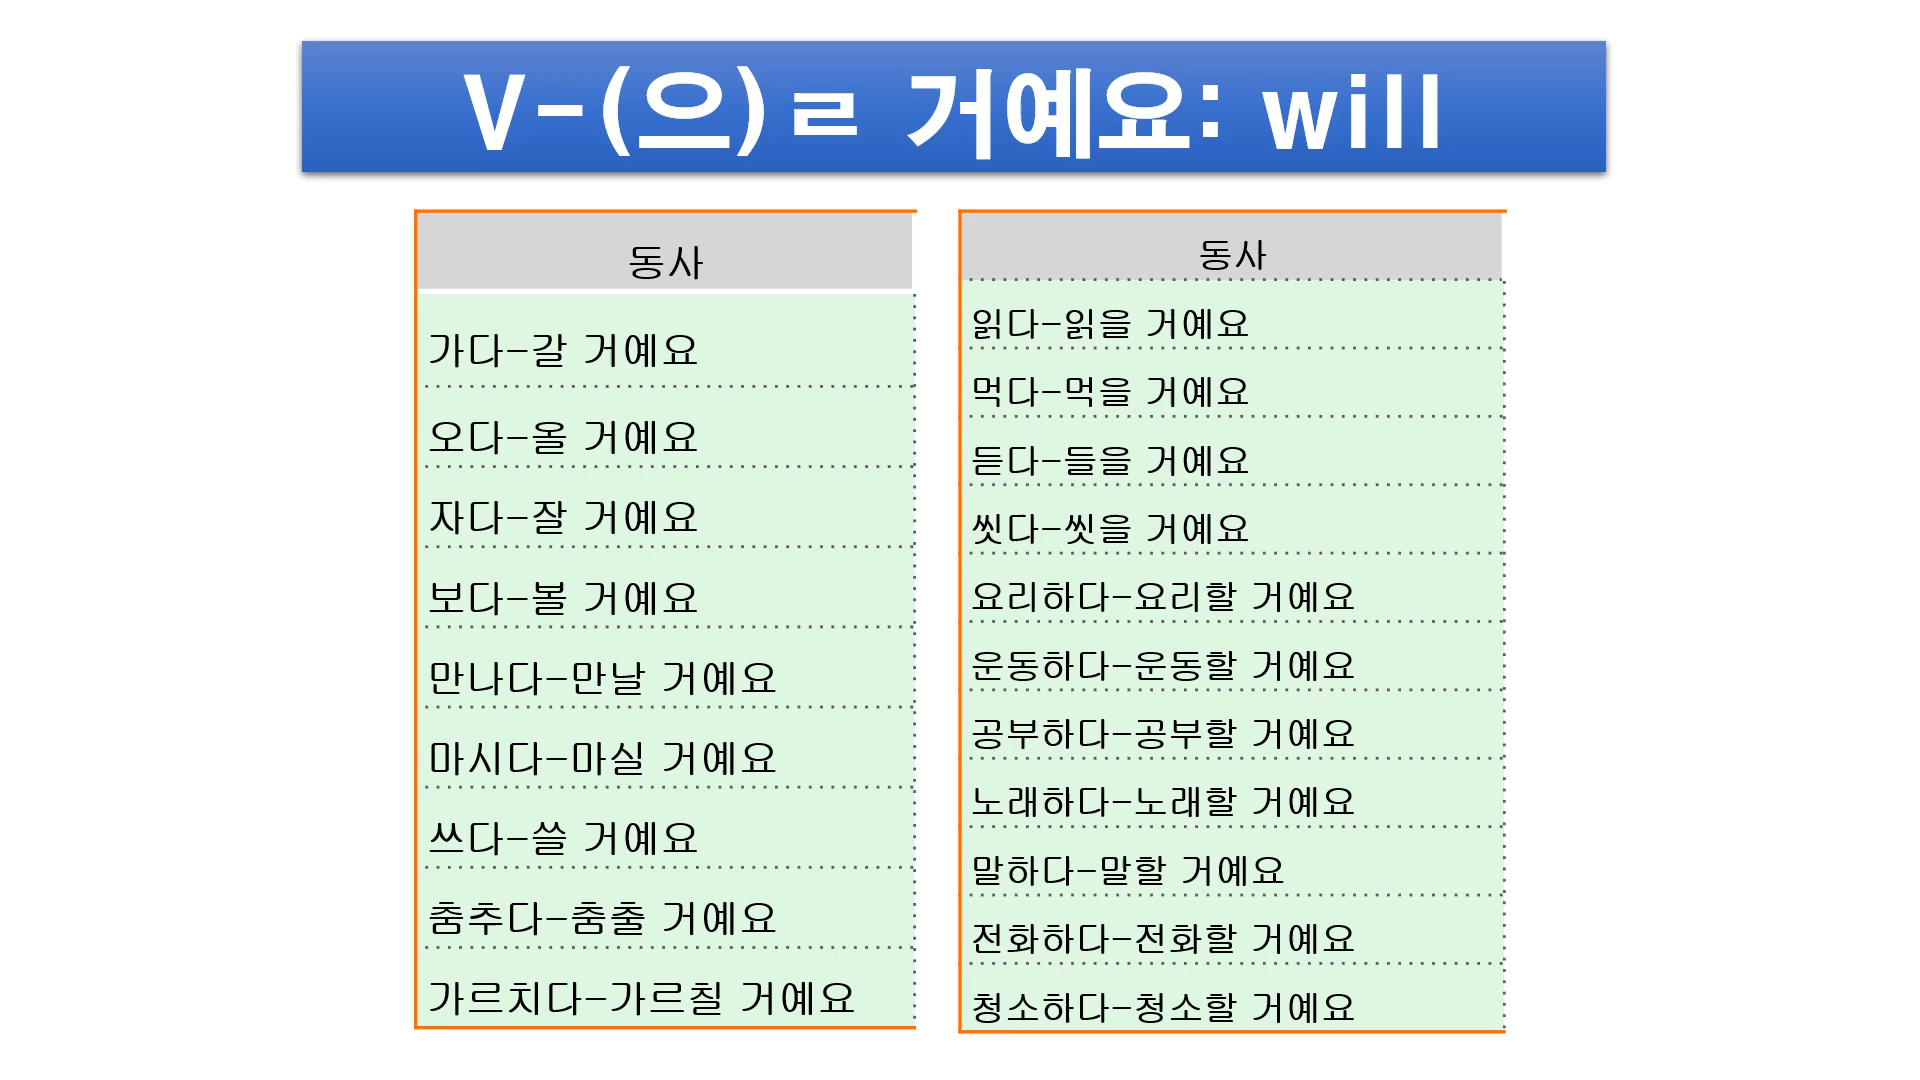 V-(으)ㄹ 거예요: will
동사
가다-갈 거예요
오다-올 거예요
자다-잘 거예요
보다-볼 거예요
만나다-만날 거예요
마시다-마실 거예요
쓰다-쓸 거예요
춤추다-춤출 거예요
가르치다-가르칠 거예요
동사
읽다-읽을 거예요
먹다-먹을 거예요
듣다-들을 거예요
씻다-씻을 거예요
요리하다-요리할 거예요
운동하다-운동할 거예요
공부하다-공부할 거예요
노래하다-노래할 거예요
말하다-말할 거예요
전화하다-전화할 거예요
청소하다-청소할 거예요